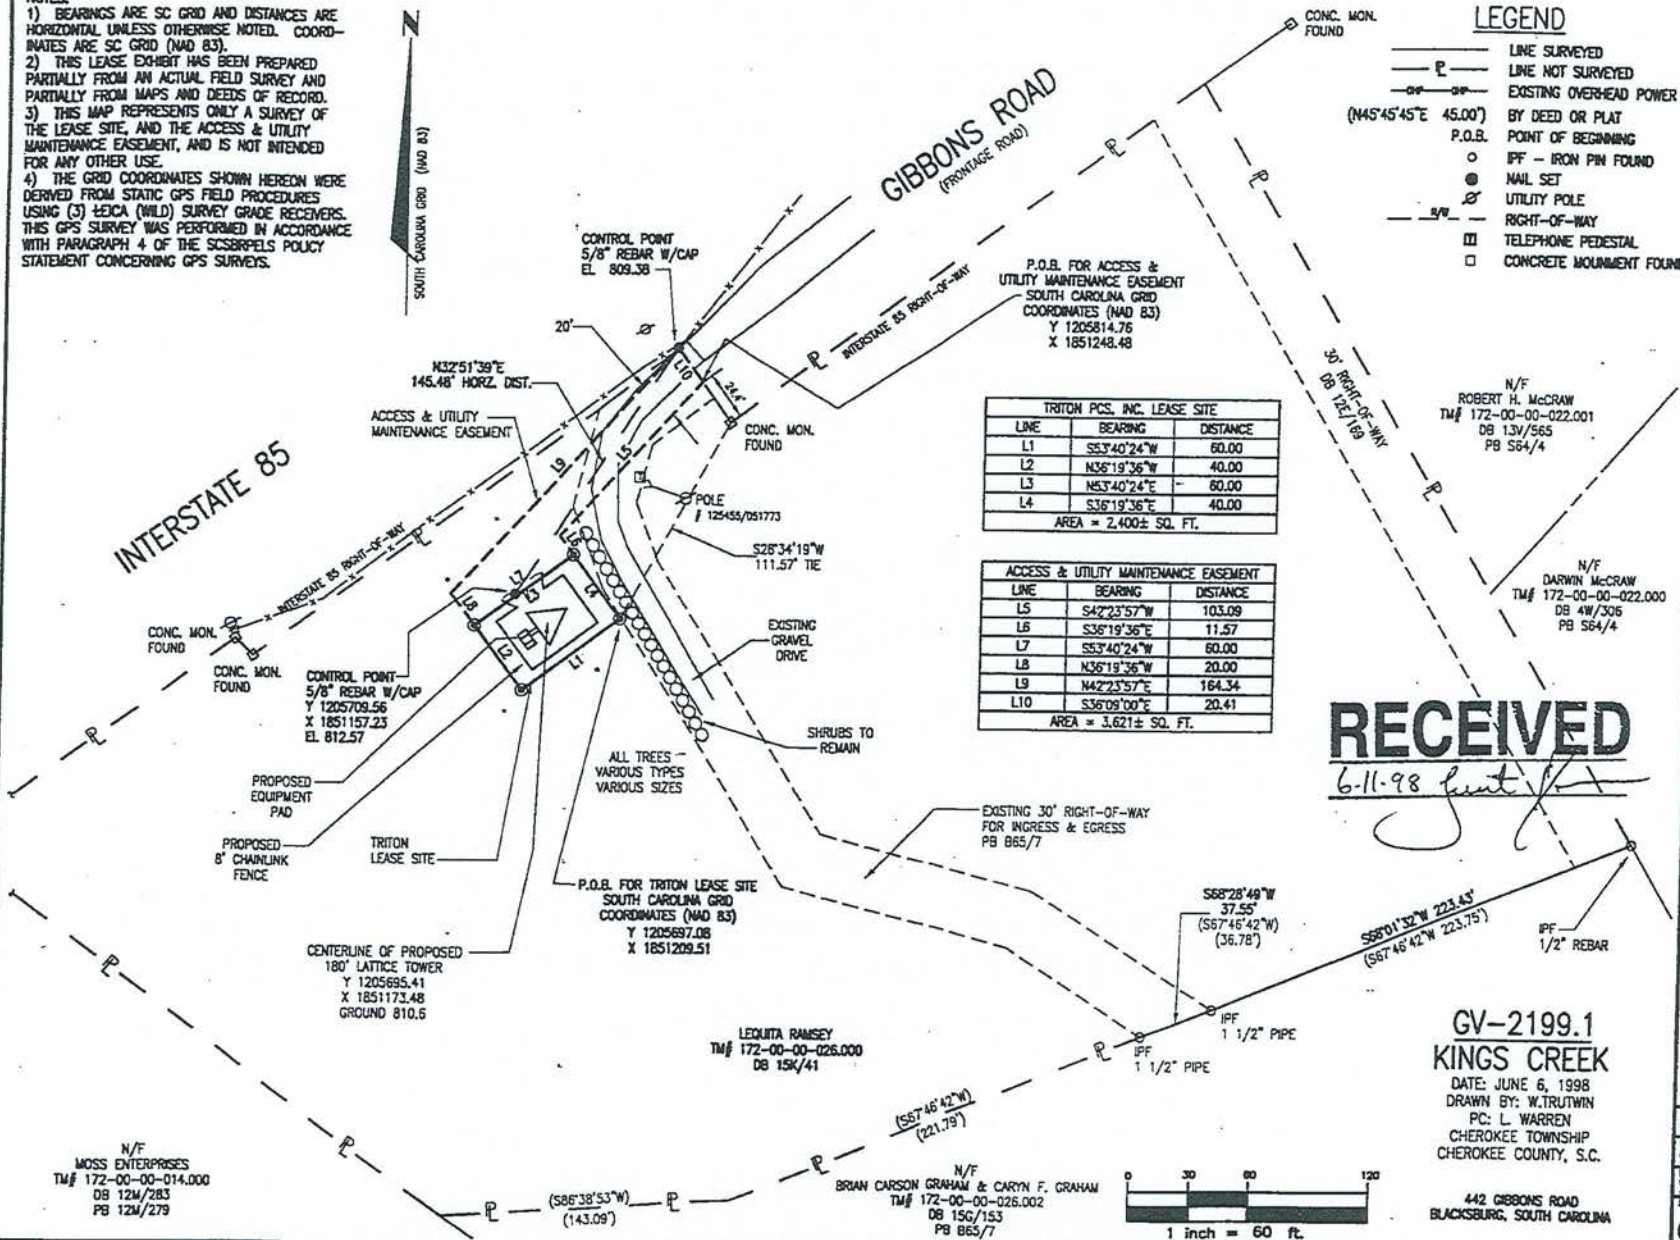 NOTES:
1) BEARINGS ARE SC GRID AND DISTANCES ARE
HORIZONTAL UNLESS OTHERWISE NOTED. COORD-
INATES ARE SC GRID (NAD 83).
2) THIS LEASE EXHIBIT HAS BEEN PREPARED
PARTIALLY FROM AN ACTUAL FIELD SURVEY AND
PARTIALLY FROM MAPS AND DEEDS OF RECORD.
3) THIS MAP REPRESENTS ONLY A SURVEY OF
THE LEASE SITE, AND THE ACCESS & UTILITY
MAINTENANCE EASEMENT, AND IS NOT INTENDED
FOR ANY OTHER USE.
4) THE GRID COORDINATES SHOWN HEREON WERE
DERIVED FROM STATIC GPS FIELD PROCEDURES
USING (3) LEICA (WILD) SURVEY GRADE RECEIVERS.
THIS GPS SURVEY WAS PERFORMED IN ACCORDANCE
WITH PARAGRAPH 4 OF THE SCSBRPELS POLICY
STATEMENT CONCERNING GPS SURVEYS.
N
SOUTH CAROLINA GRID (NAD 83)
LEGEND
LINE SURVEYED
PL LINE NOT SURVEYED
OHP OHP EXISTING OVERHEAD POWER
(N45°45'45"E 45.00') BY DEED OR PLAT
P.O.B. POINT OF BEGINNING
IPF - IRON PIN FOUND
NAIL SET
UTILITY POLE
R/W RIGHT-OF-WAY
TELEPHONE PEDESTAL
CONCRETE MOUNMENT FOUND
CONC. MON.
FOUND
GIBBONS ROAD
(FRONTAGE ROAD)
CONTROL POINT
5/8" REBAR W/CAP
EL 809.38
P.O.B. FOR ACCESS &
UTILITY MAINTENANCE EASEMENT
SOUTH CAROLINA GRID
COORDINATES (NAD 83)
Y 1205814.76
X 1851248.48
INTERSTATE 85 RIGHT-OF-WAY
20'
N32°51'39"E
145.48' HORZ. DIST.
ACCESS & UTILITY
MAINTENANCE EASEMENT
L10
24.4'
CONC. MON.
FOUND
L9
L5
POLE
# 125455/D51773
S28°34'19"W
111.57' TIE
INTERSTATE 85
INTERSTATE 85 RIGHT-OF-WAY
30' RIGHT-OF-WAY
DB 12E/169
N/F
ROBERT H. McCRAW
TM# 172-00-00-022.001
DB 13V/565
PB S64/4
N/F
DARWIN McCRAW
TM# 172-00-00-022.000
DB 4W/306
PB S64/4
TRITON PCS, INC. LEASE SITE
LINE BEARING DISTANCE
L1 S53°40'24"W 60.00
L2 N36°19'36"W 40.00
L3 N53°40'24"E 60.00
L4 S36°19'36"E 40.00
AREA = 2,400± SQ. FT.
ACCESS & UTILITY MAINTENANCE EASEMENT
LINE BEARING DISTANCE
L5 S42°23'57"W 103.09
L6 S36°19'36"E 11.57
L7 S53°40'24"W 60.00
L8 N36°19'36"W 20.00
L9 N42°23'57"E 164.34
L10 S36°09'00"E 20.41
AREA = 3,621± SQ. FT.
L6
L7
L3
L4
L8
L2
L1
CONC. MON.
FOUND
CONC. MON.
FOUND
CONTROL POINT
5/8" REBAR W/CAP
Y 1205709.56
X 1851157.23
EL 812.57
EXISTING
GRAVEL
DRIVE
SHRUBS TO
REMAIN
ALL TREES
VARIOUS TYPES
VARIOUS SIZES
PROPOSED
EQUIPMENT
PAD
PROPOSED
8' CHAINLINK
FENCE
TRITON
LEASE SITE
P.O.B. FOR TRITON LEASE SITE
SOUTH CAROLINA GRID
COORDINATES (NAD 83)
Y 1205697.08
X 1851209.51
CENTERLINE OF PROPOSED
180' LATTICE TOWER
Y 1205695.41
X 1851173.48
GROUND 810.6
EXISTING 30' RIGHT-OF-WAY
FOR INGRESS & EGRESS
PB B65/7
RECEIVED
6-11-98
S68°28'49"W
37.55'
(S67°46'42"W)
(36.78')
S68°01'32"W 223.43'
(S67°46'42"W 223.75')
IPF
1/2" REBAR
IPF
1 1/2" PIPE
IPF
1 1/2" PIPE
LEQUITA RAMSEY
TM# 172-00-00-026.000
DB 15K/41
(S67°46'42"W)
(221.79')
(S86°38'53"W)
(143.09')
N/F
MOSS ENTERPRISES
TM# 172-00-00-014.000
DB 12M/283
PB 12M/279
N/F
BRIAN CARSON GRAHAM & CARYN F. GRAHAM
TM# 172-00-00-026.002
DB 15G/153
PB B65/7
0 30 60 120
1 inch = 60 ft.
GV-2199.1
KINGS CREEK
DATE: JUNE 6, 1998
DRAWN BY: W.TRUTWIN
PC: L. WARREN
CHEROKEE TOWNSHIP
CHEROKEE COUNTY, S.C.
442 GIBBONS ROAD
BLACKSBURG, SOUTH CAROLINA